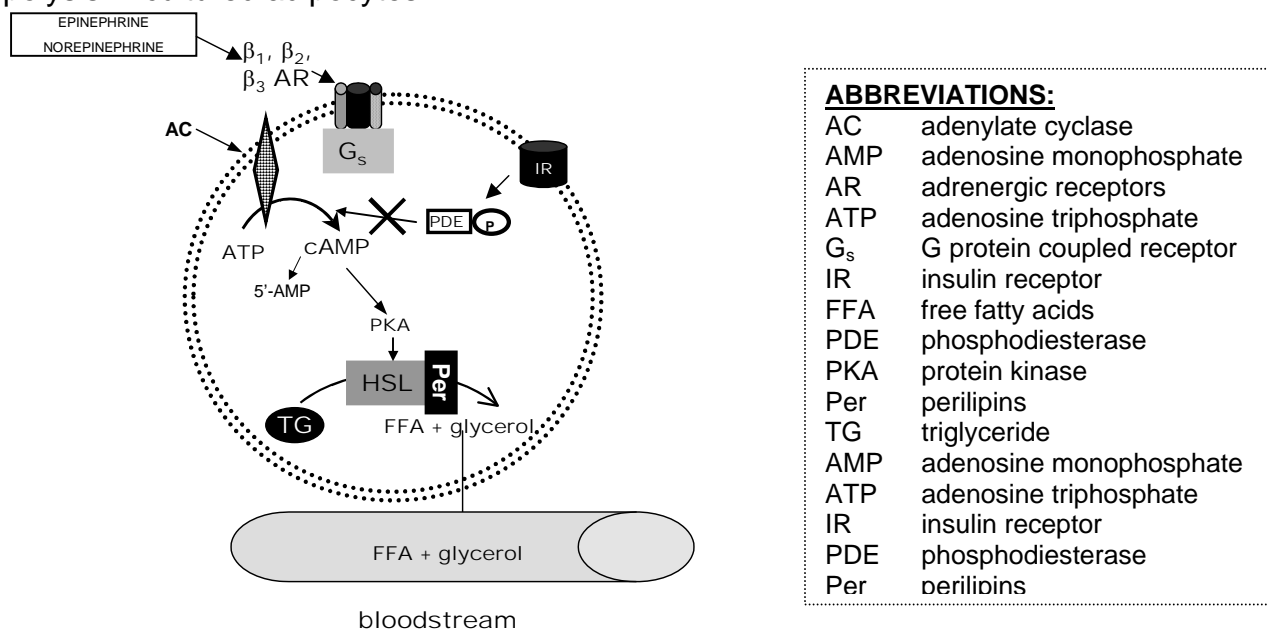 EPINEPHRINE
NOREPINEPHRINE
β1, β2,
β3 AR
AC
Gs
IR
PDE P
ATP cAMP
5'-AMP
PKA
HSL Per
TG
FFA + glycerol
FFA + glycerol
bloodstream
ABBREVIATIONS:
AC adenylate cyclase
AMP adenosine monophosphate
AR adrenergic receptors
ATP adenosine triphosphate
Gs G protein coupled receptor
IR insulin receptor
FFA free fatty acids
PDE phosphodiesterase
PKA protein kinase
Per perilipins
TG triglyceride
AMP adenosine monophosphate
ATP adenosine triphosphate
IR insulin receptor
PDE phosphodiesterase
Per perilipins